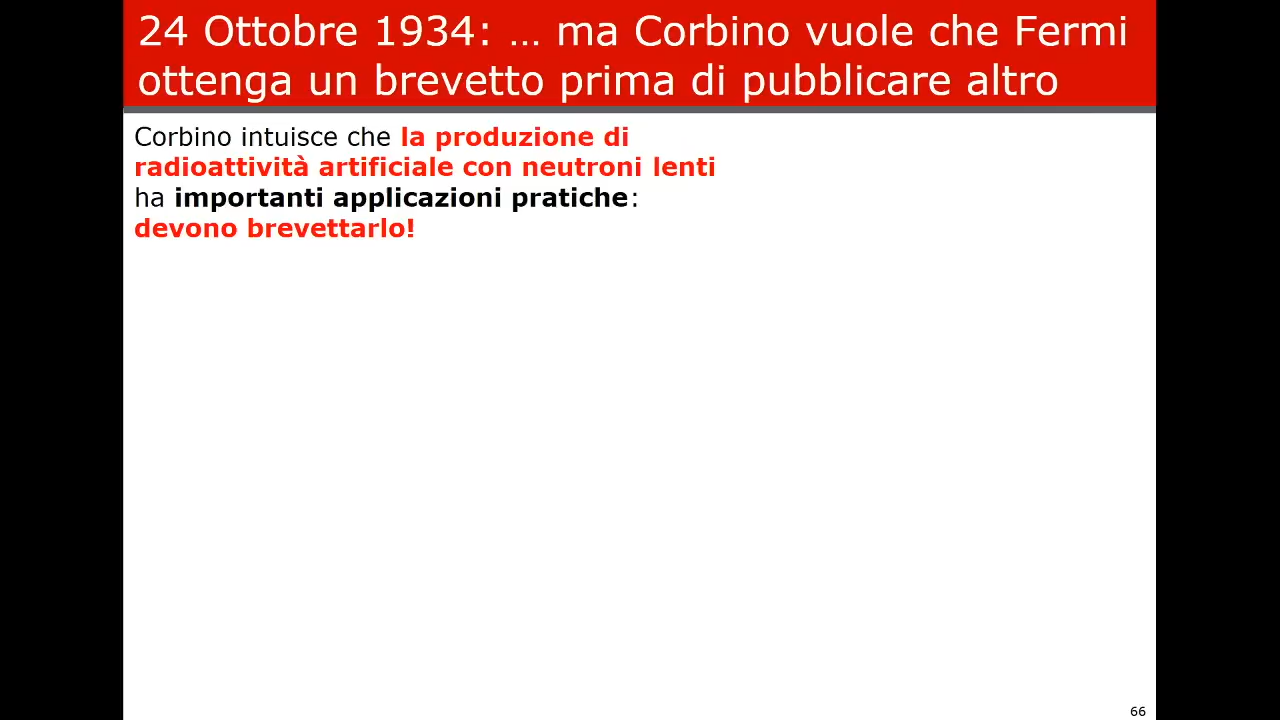 24 Ottobre 1934: … ma Corbino vuole che Fermi
ottenga un brevetto prima di pubblicare altro
Corbino intuisce che la produzione di
radioattività artificiale con neutroni lenti
ha importanti applicazioni pratiche:
devono brevettarlo!
66